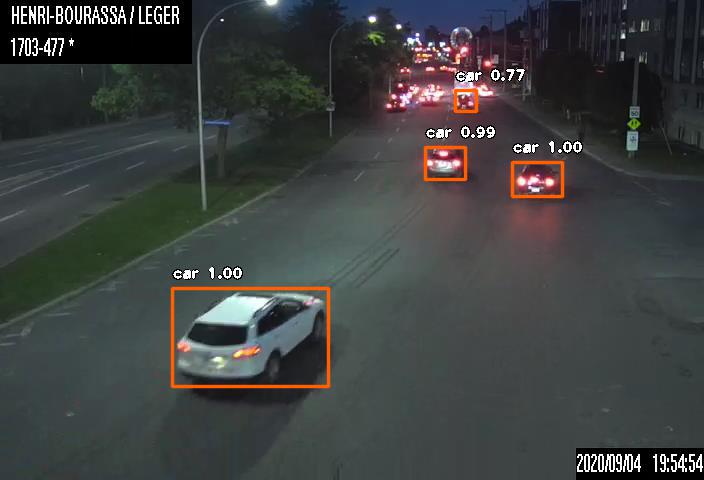 HENRI-BOURASSA / LEGER
1703-477 *
car 0.77
car 0.99
car 1.00
car 1.00
2020/09/04 19:54:54